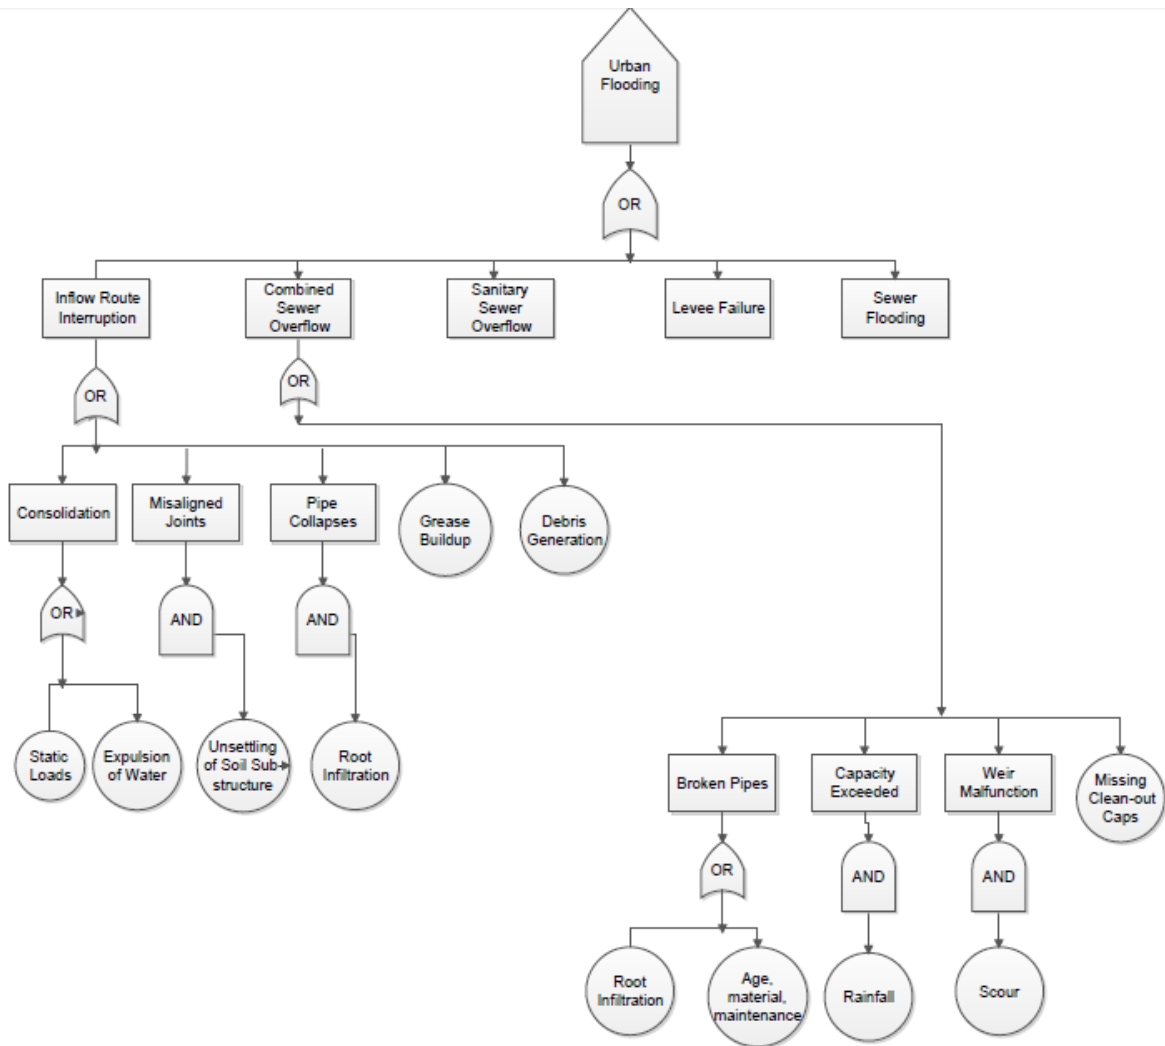 Urban
Flooding
OR
Inflow Route
Interruption
Combined
Sewer
Overflow
Sanitary
Sewer
Overflow
Levee Failure
Sewer
Flooding
OR
OR
Consolidation
Misaligned
Joints
Pipe
Collapses
Grease
Buildup
Debris
Generation
OR
AND
AND
Static
Loads
Expulsion
of Water
Unsettling
of Soil Sub-
structure
Root
Infiltration
Broken Pipes
Capacity
Exceeded
Weir
Malfunction
Missing
Clean-out
Caps
OR
AND
AND
Root
Infiltration
Age,
material,
maintenance
Rainfall
Scour